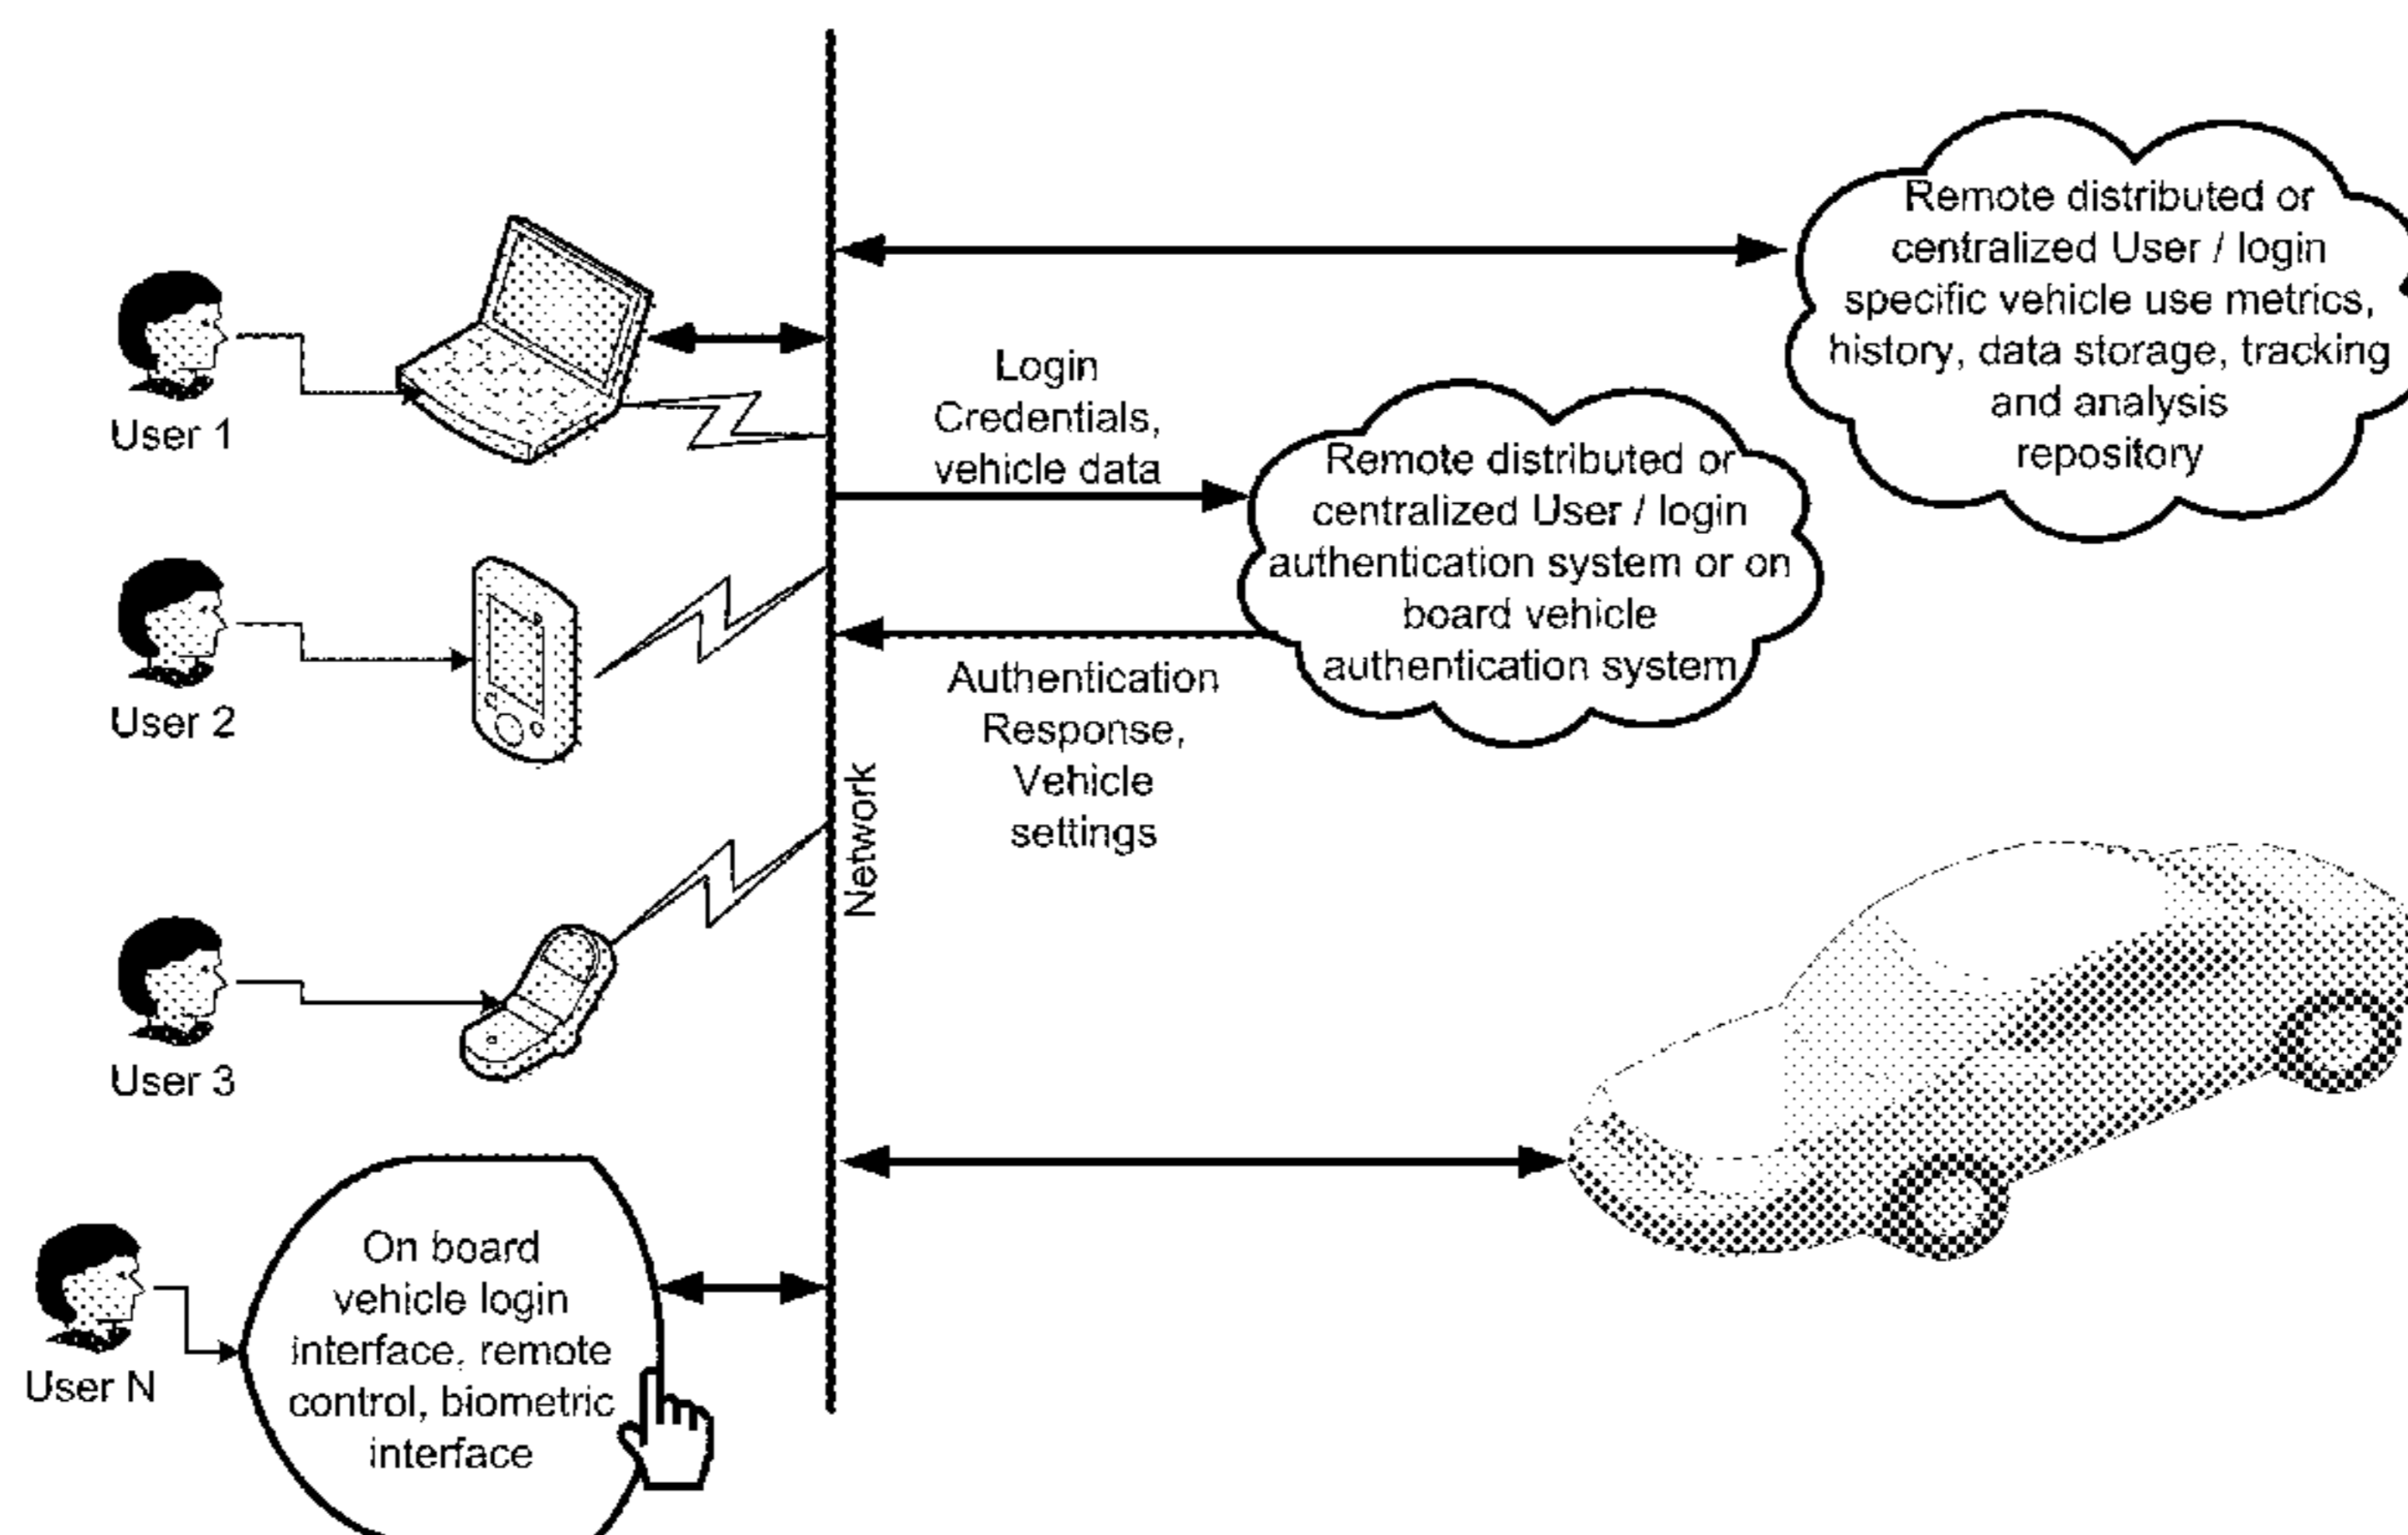 Remote distributed or
centralized User / login
specific vehicle use metrics,
history, data storage, tracking
and analysis
repository
User 1
Login
Credentials,
vehicle data
Remote distributed or
centralized User / login
authentication system or on
board vehicle
authentication system
User 2
Authentication
Response,
Vehicle
settings
Network
User 3
On board
vehicle login
interface, remote
control, biometric
interface
User N